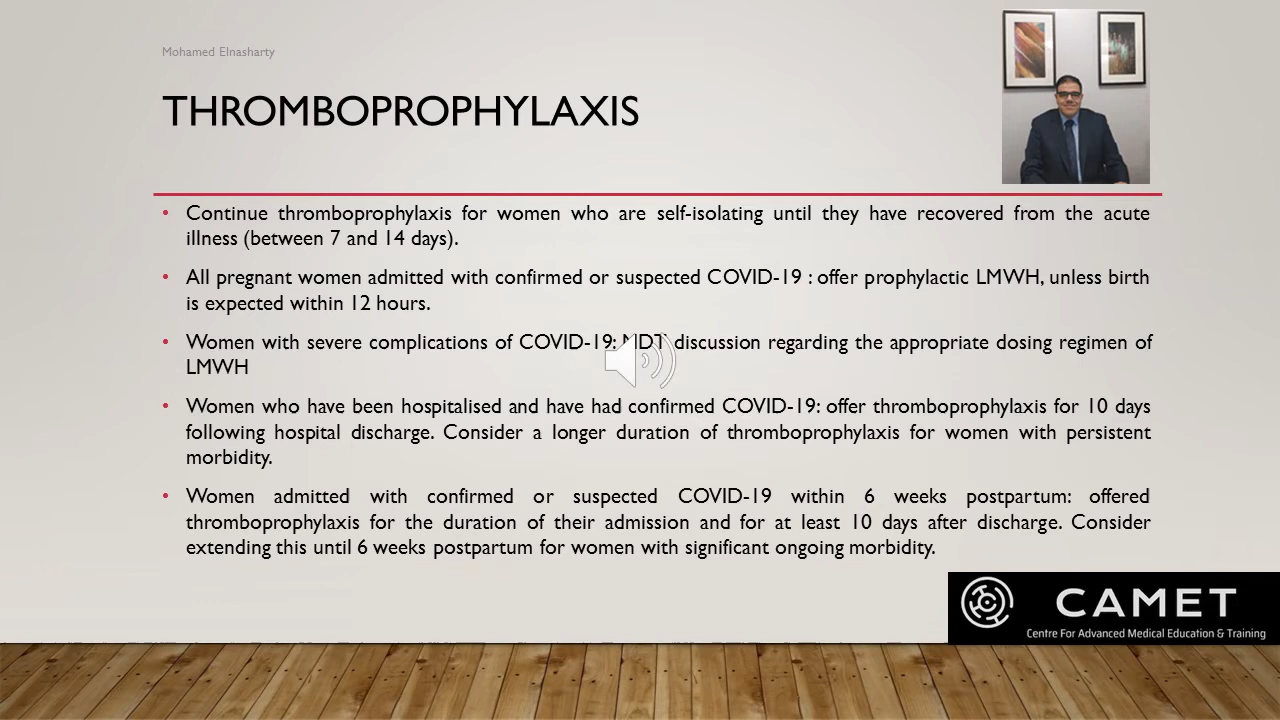 Mohamed Elnasharty
THROMBOPROPHYLAXIS
• Continue thromboprophylaxis for women who are self-isolating until they have recovered from the acute
illness (between 7 and 14 days).
• All pregnant women admitted with confirmed or suspected COVID-19 : offer prophylactic LMWH, unless birth
is expected within 12 hours.
• Women with severe complications of COVID-19: MDT discussion regarding the appropriate dosing regimen of
LMWH
• Women who have been hospitalised and have had confirmed COVID-19: offer thromboprophylaxis for 10 days
following hospital discharge. Consider a longer duration of thromboprophylaxis for women with persistent
morbidity.
• Women admitted with confirmed or suspected COVID-19 within 6 weeks postpartum: offered
thromboprophylaxis for the duration of their admission and for at least 10 days after discharge. Consider
extending this until 6 weeks postpartum for women with significant ongoing morbidity.
CAMET
Centre For Advanced Medical Education & Training